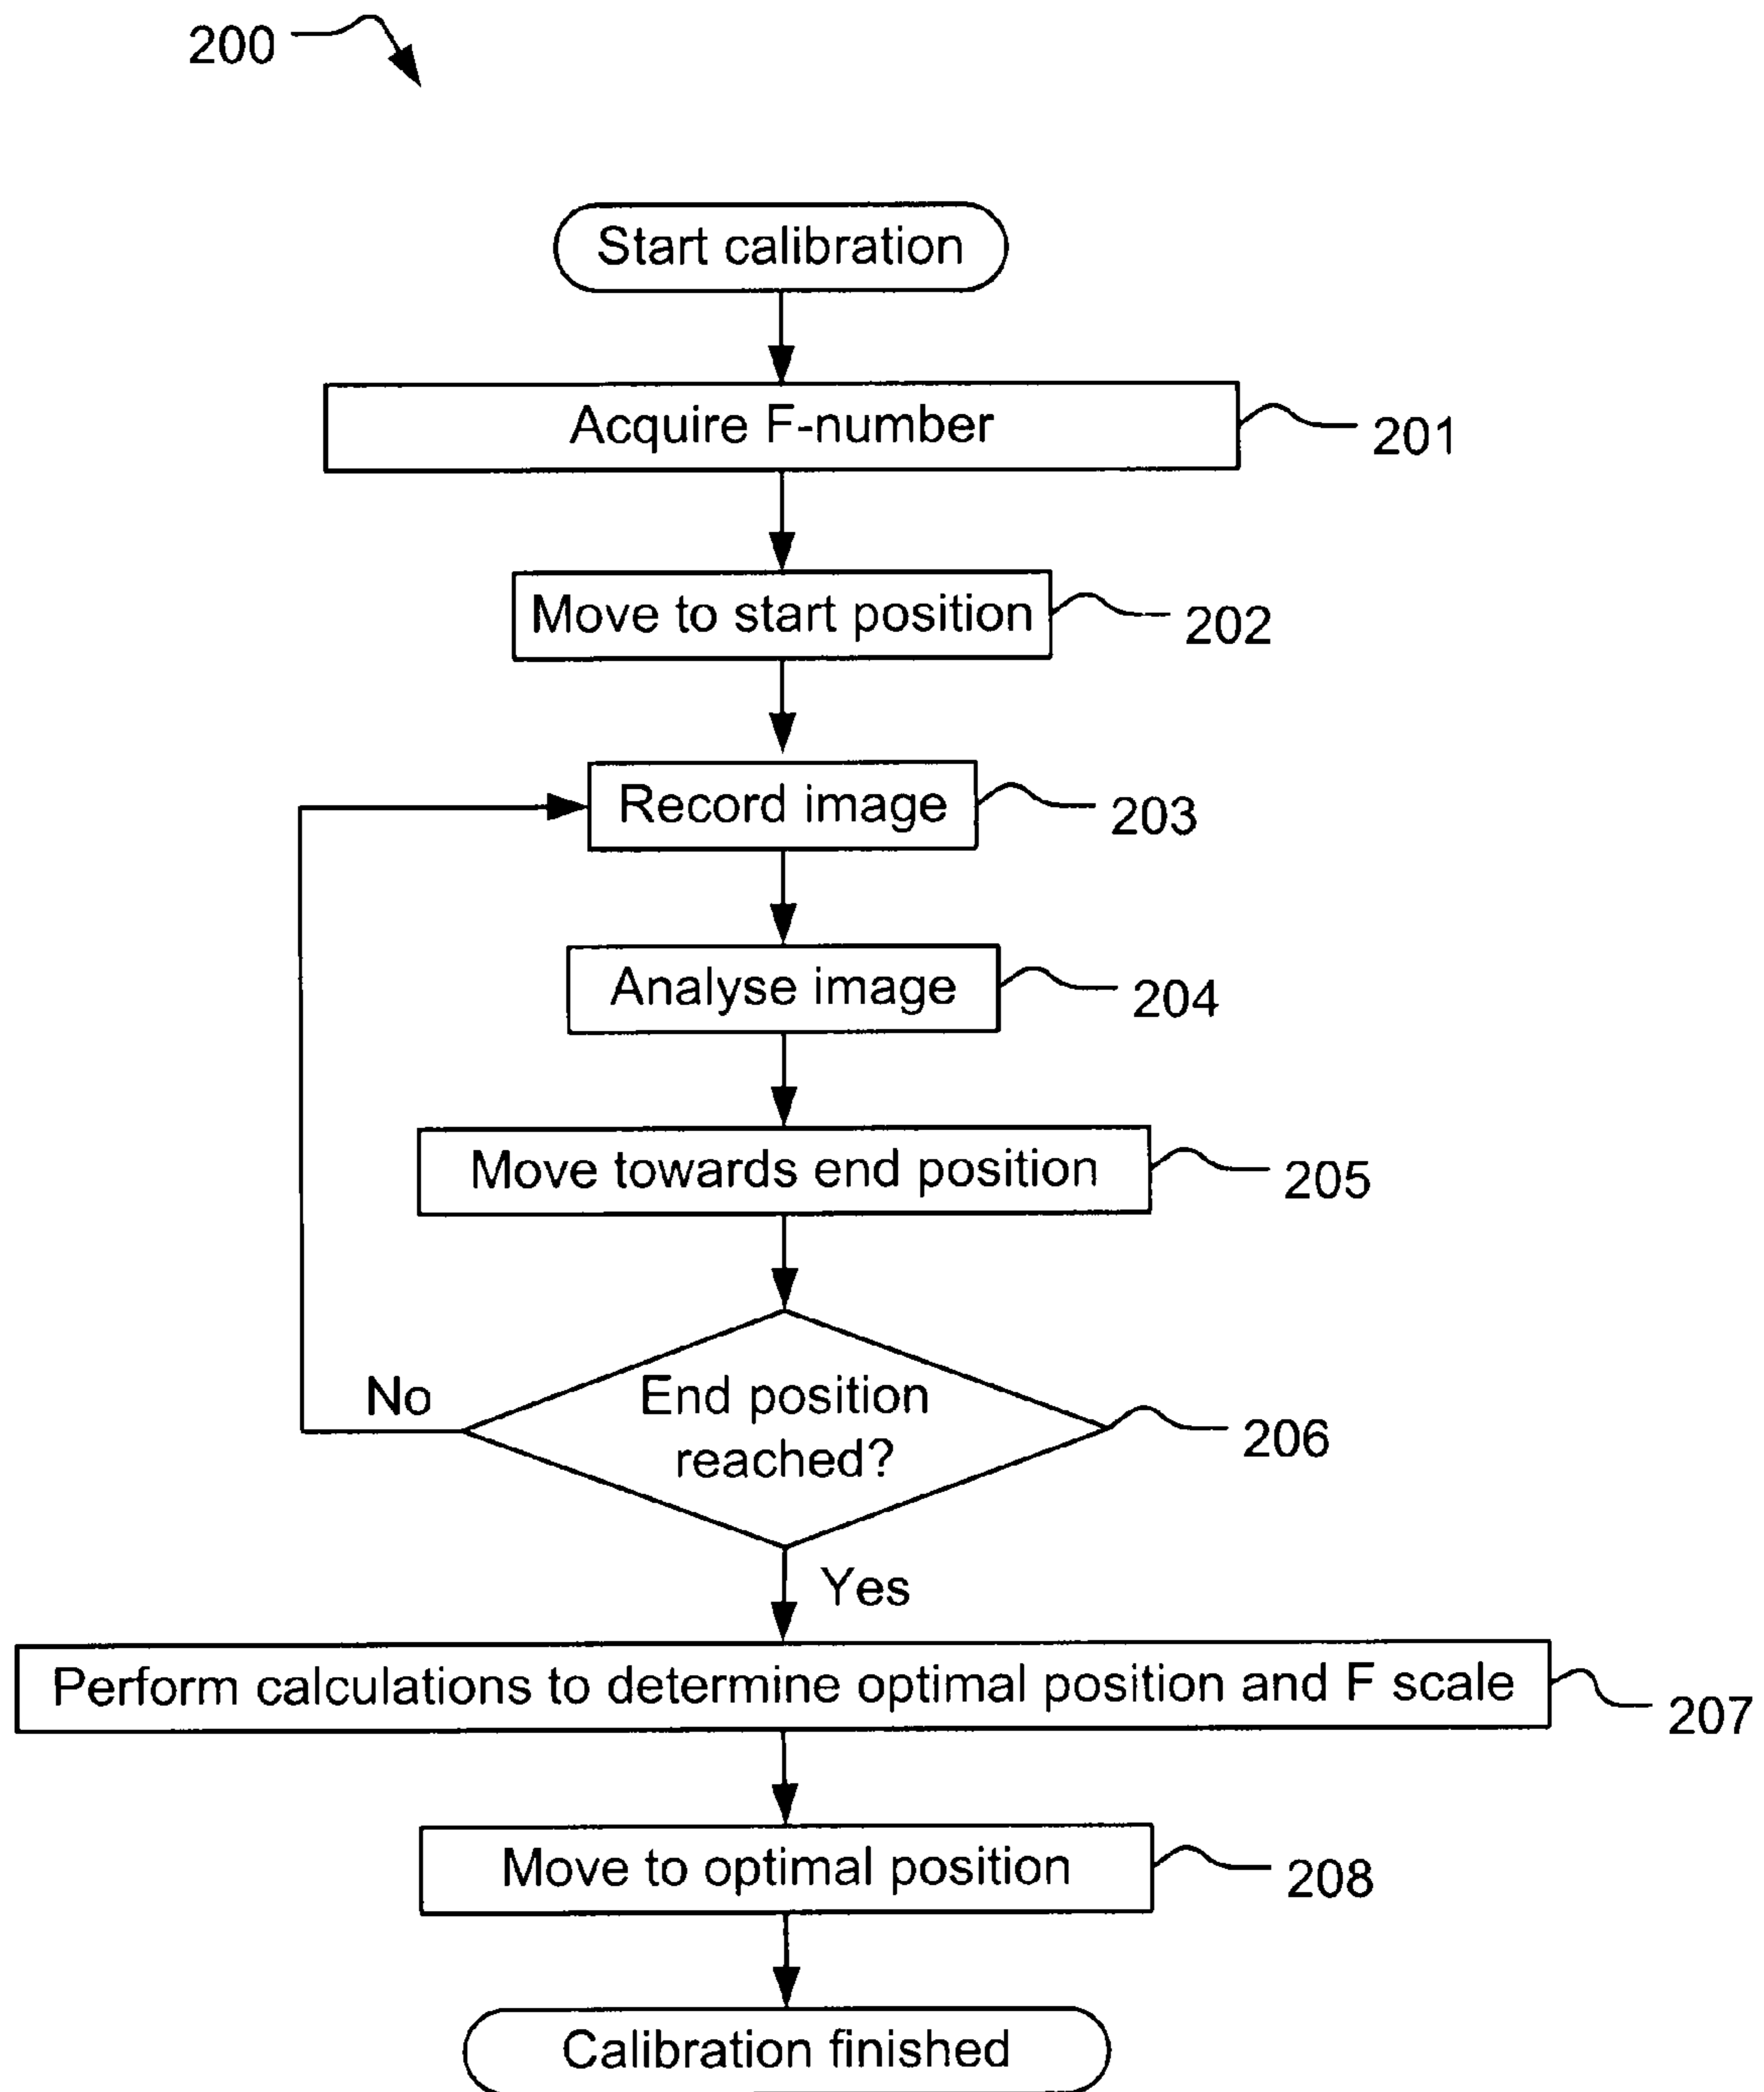 200
Start calibration
Acquire F-number
201
Move to start position
202
Record image
203
Analyse image
204
Move towards end position
205
No
End position
reached?
206
Yes
Perform calculations to determine optimal position and F scale
207
Move to optimal position
208
Calibration finished